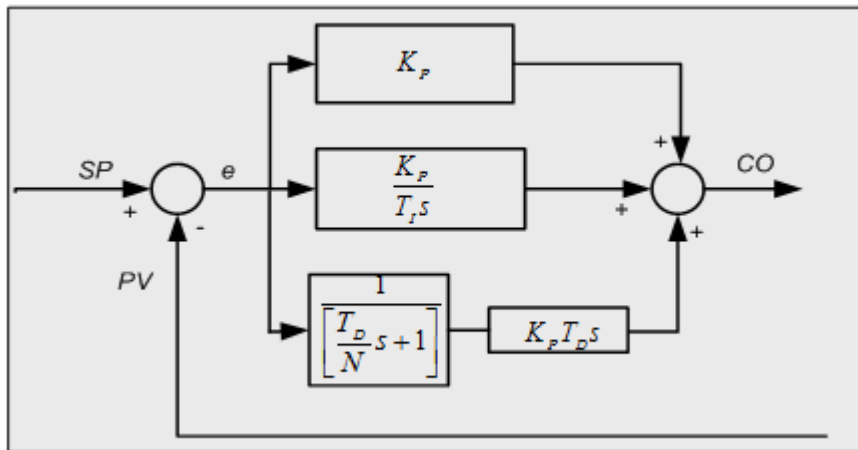 K_P
SP
e
+
-
K_P
T_I s
+
+
CO
PV
1
[T_D/N s + 1]
K_P T_D s
+